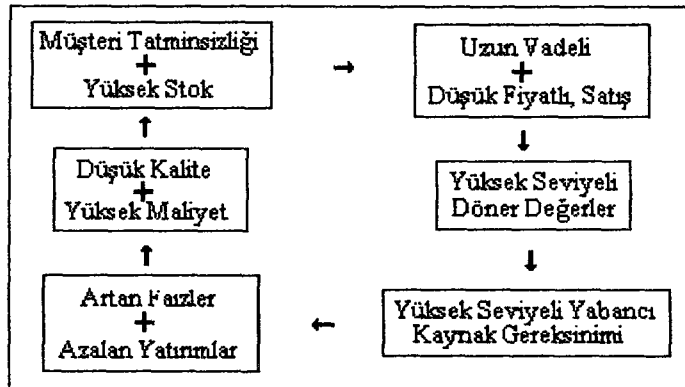 Müşteri Tatminsizliği
+
Yüksek Stok
→
Uzun Vadeli
+
Düşük Fiyatlı, Satış
↓
Yüksek Seviyeli
Döner Değerler
↓
Yüksek Seviyeli Yabancı
Kaynak Gereksinimi
←
Artan Faizler
+
Azalan Yatırımlar
↑
Düşük Kalite
+
Yüksek Maliyet
↑